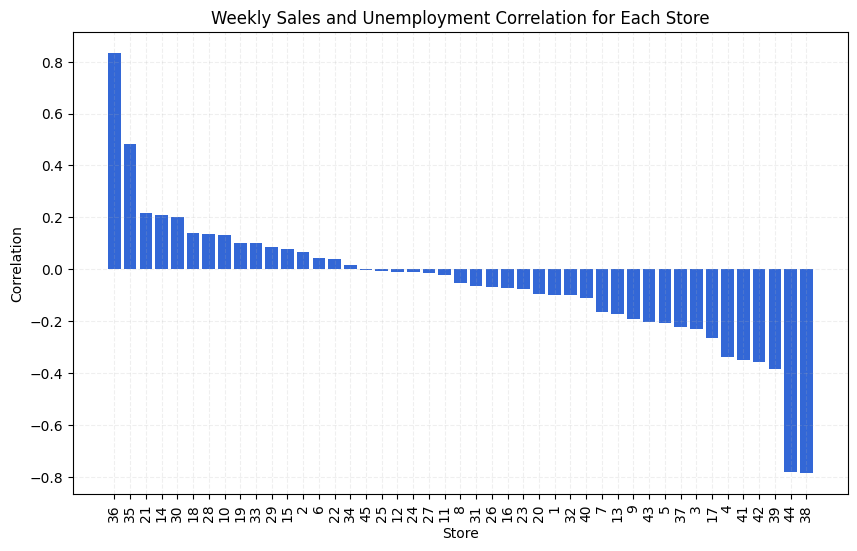 Weekly Sales and Unemployment Correlation for Each Store
Correlation
0.8
0.6
0.4
0.2
0.0
−0.2
−0.4
−0.6
−0.8
36 35 21 14 30 18 28 10 19 33 29 15 2 6 22 34 45 25 12 24 27 11 8 31 26 16 23 20 1 32 40 7 13 9 43 5 37 3 17 4 41 42 39 44 38
Store